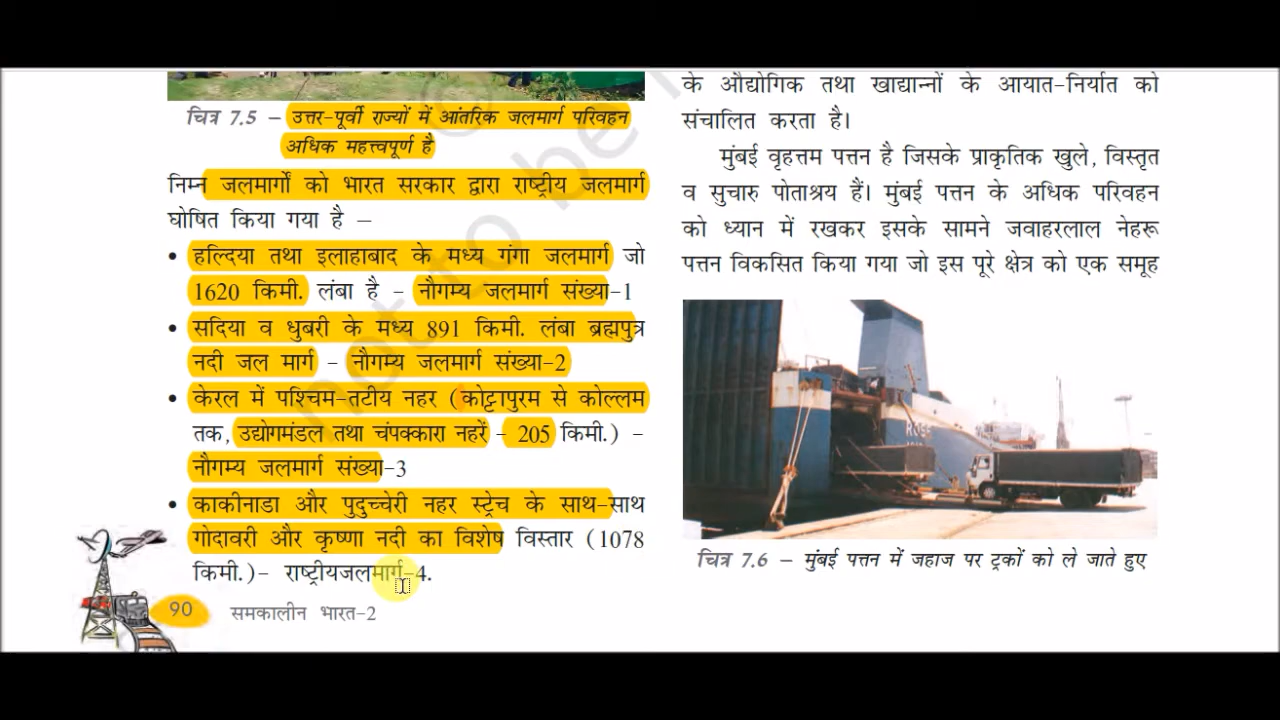 चित्र 7.5 – उत्तर-पूर्वी राज्यों में आंतरिक जलमार्ग परिवहन
अधिक महत्त्वपूर्ण है
निम्न जलमार्गों को भारत सरकार द्वारा राष्ट्रीय जलमार्ग
घोषित किया गया है –
• हल्दिया तथा इलाहाबाद के मध्य गंगा जलमार्ग जो
1620 किमी. लंबा है – नौगम्य जलमार्ग संख्या-1
• सदिया व धुबरी के मध्य 891 किमी. लंबा ब्रह्मपुत्र
नदी जल मार्ग – नौगम्य जलमार्ग संख्या-2
• केरल में पश्चिम-तटीय नहर (कोट्टापुरम से कोल्लम
तक, उद्योगमंडल तथा चंपक्कारा नहरें - 205 किमी.) –
नौगम्य जलमार्ग संख्या-3
• काकीनाडा और पुदुच्चेरी नहर स्ट्रेच के साथ-साथ
गोदावरी और कृष्णा नदी का विशेष विस्तार (1078
किमी.)– राष्ट्रीयजलमार्ग-4.
90 समकालीन भारत-2
के औद्योगिक तथा खाद्यान्नों के आयात-निर्यात को
संचालित करता है।
मुंबई वृहत्तम पत्तन है जिसके प्राकृतिक खुले, विस्तृत
व सुचारु पोताश्रय हैं। मुंबई पत्तन के अधिक परिवहन
को ध्यान में रखकर इसके सामने जवाहरलाल नेहरू
पत्तन विकसित किया गया जो इस पूरे क्षेत्र को एक समूह
चित्र 7.6 – मुंबई पत्तन में जहाज पर ट्रकों को ले जाते हुए
not to be